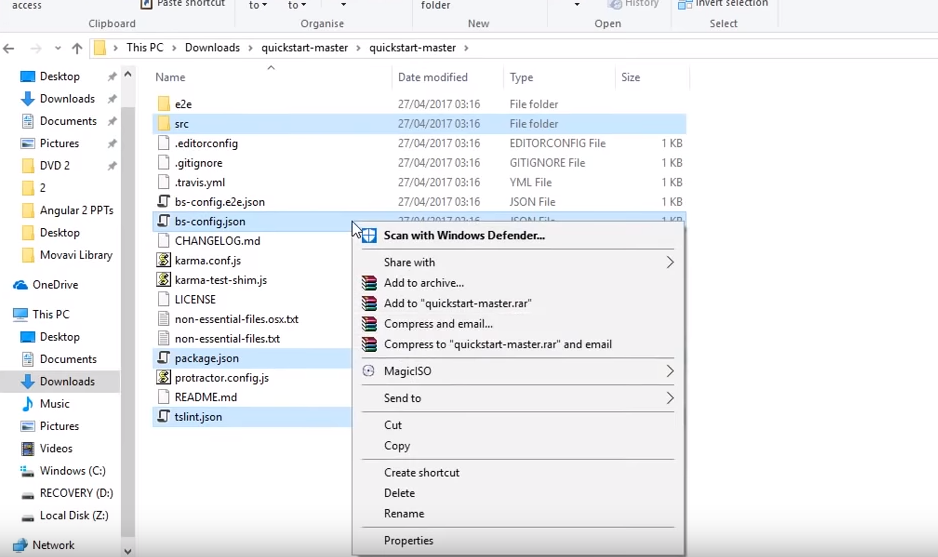 access
Paste shortcut
to
to
folder
History
Invert selection
Clipboard
Organise
New
Open
Select
This PC
Downloads
quickstart-master
quickstart-master
Name
Date modified
Type
Size
Desktop
Downloads
Documents
Pictures
DVD 2
2
Angular 2 PPTs
Desktop
Movavi Library
OneDrive
This PC
Desktop
Documents
Downloads
Music
Pictures
Videos
Windows (C:)
RECOVERY (D:)
Local Disk (Z:)
Network
e2e 27/04/2017 03:16 File folder
src 27/04/2017 03:16 File folder
.editorconfig 27/04/2017 03:16 EDITORCONFIG File 1 KB
.gitignore 27/04/2017 03:16 GITIGNORE File 1 KB
.travis.yml 27/04/2017 03:16 YML File 1 KB
bs-config.e2e.json 27/04/2017 03:16 JSON File 1 KB
bs-config.json 27/04/2017 03:16 JSON File 1 KB
CHANGELOG.md
karma.conf.js
karma-test-shim.js
LICENSE
non-essential-files.osx.txt
non-essential-files.txt
package.json
protractor.config.js
README.md
tslint.json
Scan with Windows Defender...
Share with
Add to archive...
Add to "quickstart-master.rar"
Compress and email...
Compress to "quickstart-master.rar" and email
MagicISO
Send to
Cut
Copy
Create shortcut
Delete
Rename
Properties